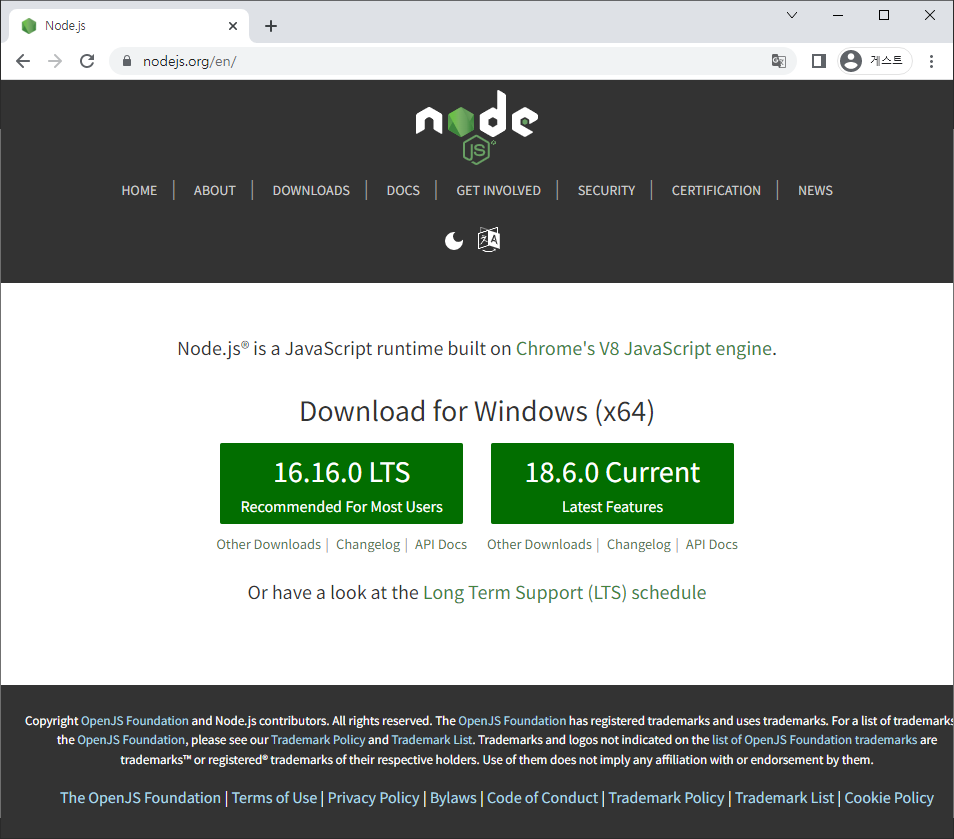 Node.js
nodejs.org/en/
게스트
node
JS
HOME | ABOUT | DOWNLOADS | DOCS | GET INVOLVED | SECURITY | CERTIFICATION | NEWS
Node.js® is a JavaScript runtime built on Chrome's V8 JavaScript engine.
Download for Windows (x64)
16.16.0 LTS
Recommended For Most Users
Other Downloads | Changelog | API Docs
18.6.0 Current
Latest Features
Other Downloads | Changelog | API Docs
Or have a look at the Long Term Support (LTS) schedule
Copyright OpenJS Foundation and Node.js contributors. All rights reserved. The OpenJS Foundation has registered trademarks and uses trademarks. For a list of trademarks
the OpenJS Foundation, please see our Trademark Policy and Trademark List. Trademarks and logos not indicated on the list of OpenJS Foundation trademarks are
trademarks™ or registered® trademarks of their respective holders. Use of them does not imply any affiliation with or endorsement by them.
The OpenJS Foundation | Terms of Use | Privacy Policy | Bylaws | Code of Conduct | Trademark Policy | Trademark List | Cookie Policy